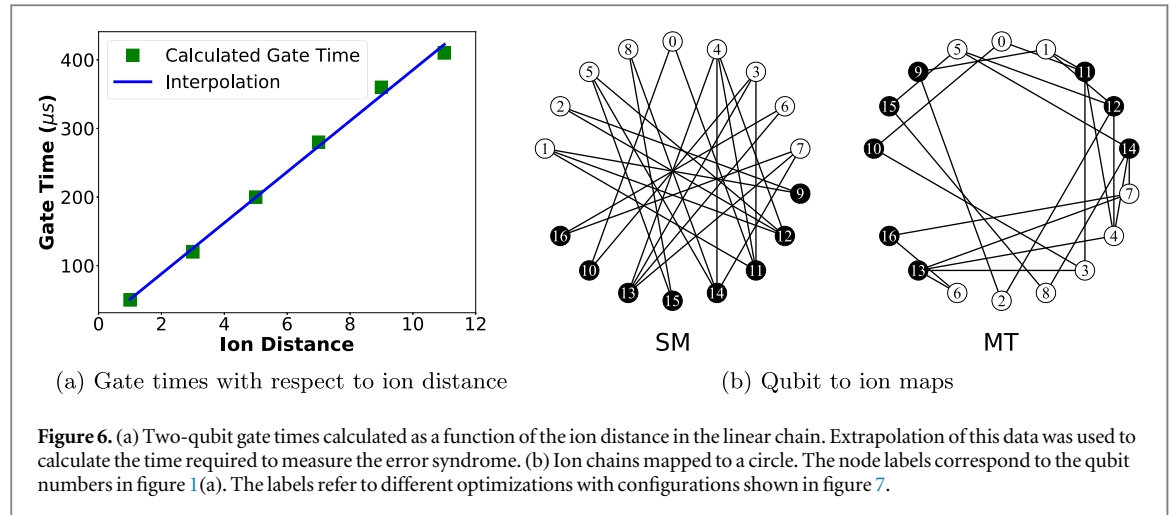 Calculated Gate Time
Interpolation
Gate Time (μs)
400
300
200
100
0 2 4 6 8 10 12
Ion Distance
(a) Gate times with respect to ion distance
0
8 4
5 3
2 6
1 7
9
16 12
10 11
13 14
15
SM
0
5 1
9 11
15 12
10 14
7
16 4
13 3
6 8
2
MT
(b) Qubit to ion maps
Figure 6. (a) Two-qubit gate times calculated as a function of the ion distance in the linear chain. Extrapolation of this data was used to
calculate the time required to measure the error syndrome. (b) Ion chains mapped to a circle. The node labels correspond to the qubit
numbers in figure 1(a). The labels refer to different optimizations with configurations shown in figure 7.